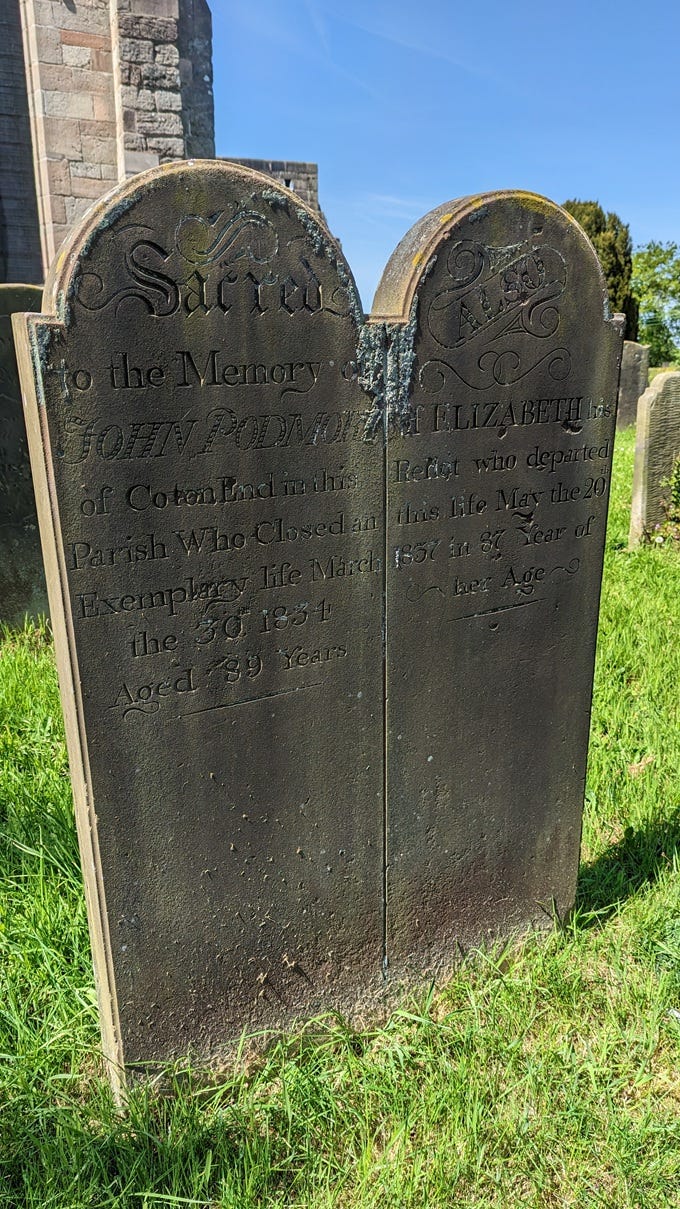 Sacred
to the Memory
JOHN PODMORE
of Coton End in this
Parish Who Closed an
Exemplary life March
the 30th 1834
Aged 89 Years
ALSO
of ELIZABETH his
Relict who departed
this life May the 20th
1837 in 87 Year of
her Age